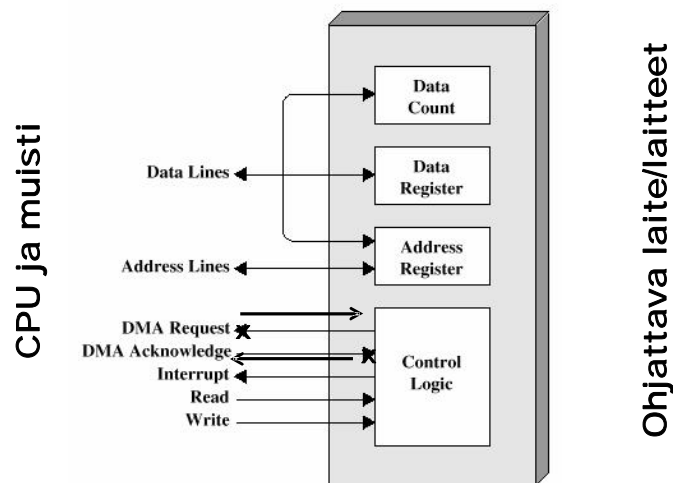 CPU ja muisti
Data
Count
Data Lines
Data
Register
Address Lines
Address
Register
DMA Request
DMA Acknowledge
Interrupt
Read
Write
Control
Logic
Ohjattava laite/laitteet